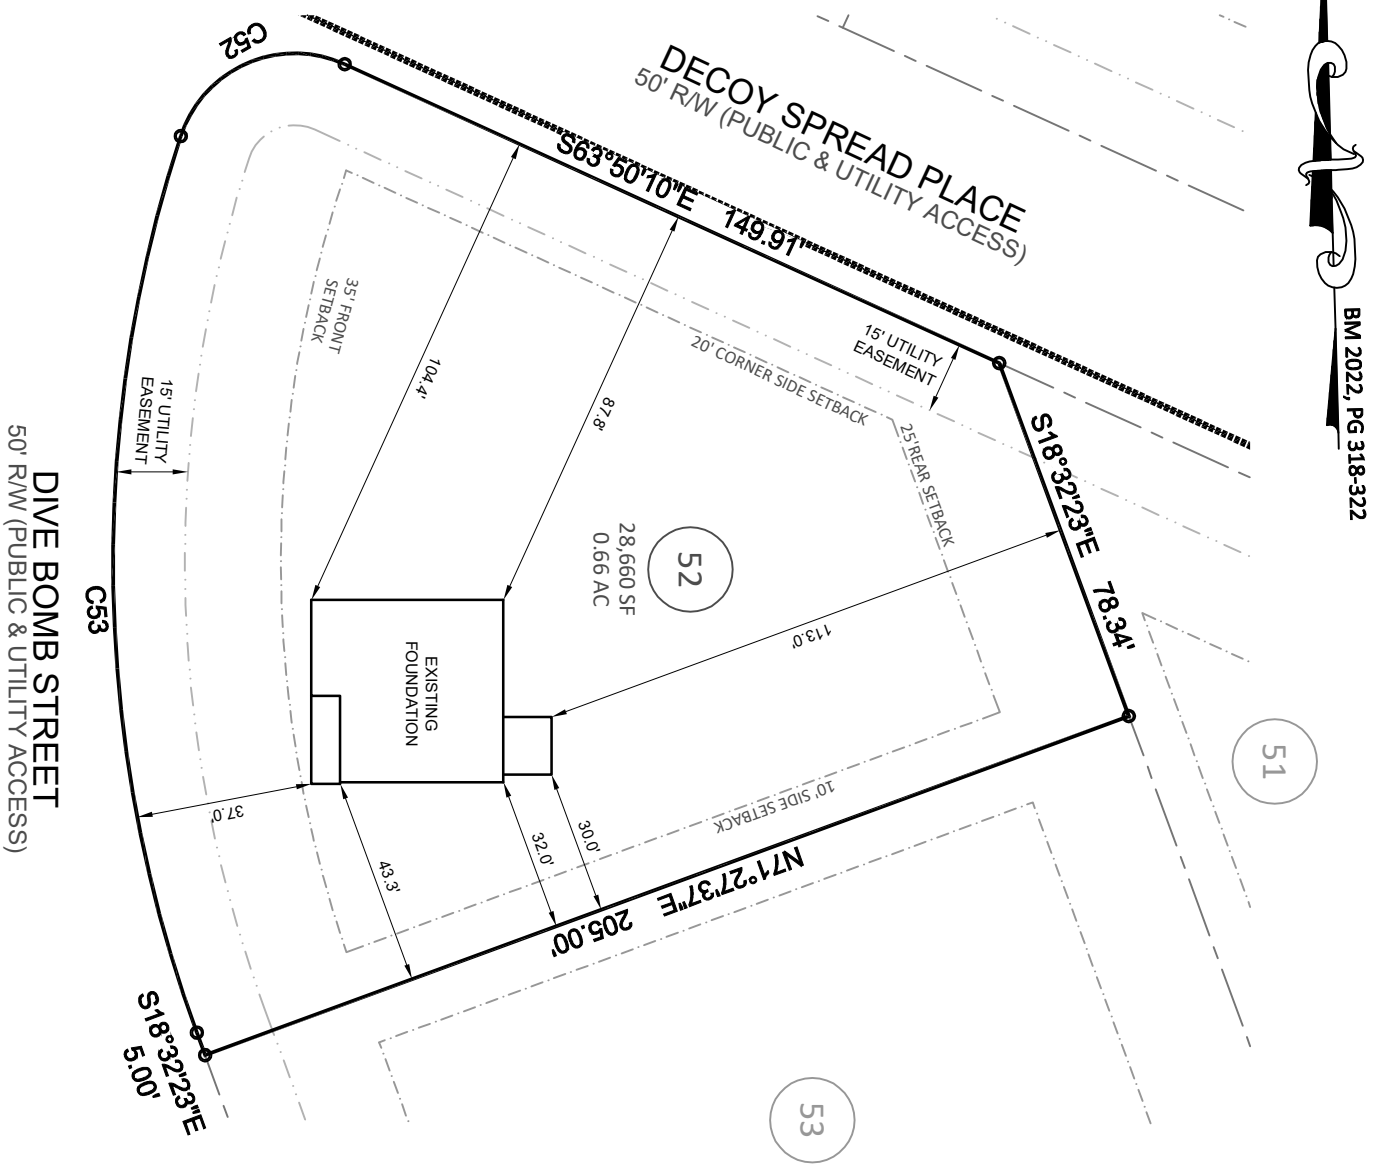 BM 2022, PG 318-322
C52
DECOY SPREAD PLACE
50' R/W (PUBLIC & UTILITY ACCESS)
S63°50'10"E 149.91'
35' FRONT
SETBACK
104.4'
87.8'
20' CORNER SIDE SETBACK
15' UTILITY
EASEMENT
25'REAR SETBACK
S18°32'23"E 78.34'
15' UTILITY
EASEMENT
52
28,660 SF
0.66 AC
113.0'
EXISTING
FOUNDATION
51
DIVE BOMB STREET
50' R/W (PUBLIC & UTILITY ACCESS)
C53
37.0'
43.3'
32.0'
30.0'
10' SIDE SETBACK
N71°27'37"E 205.00'
S18°32'23"E
5.00'
53